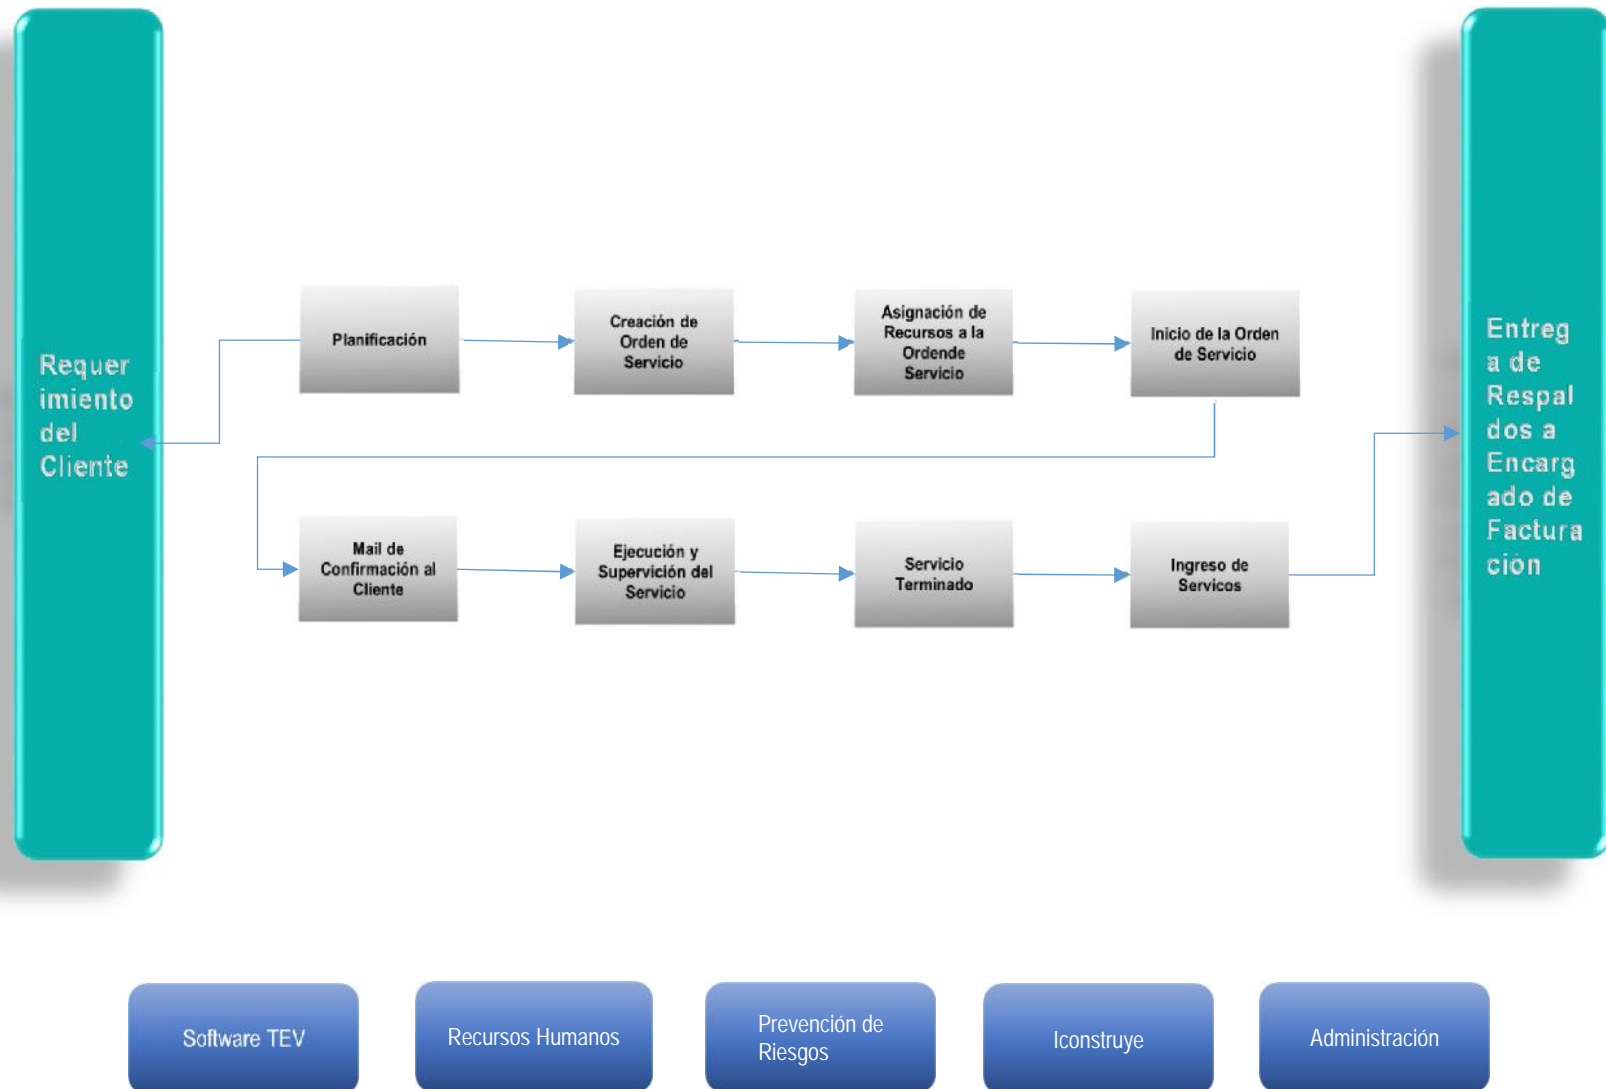 Requer
imiento
del
Cliente
Planificación
Creación de
Orden de
Servicio
Asignación de
Recursos a la
Ordende
Servicio
Inicio de la Orden
de Servicio
Mail de
Confirmación al
Cliente
Ejecución y
Supervición del
Servicio
Servicio
Terminado
Ingreso de
Servicos
Entreg
a de
Respal
dos a
Encarg
ado de
Factura
ción
Software TEV
Recursos Humanos
Prevención de
Riesgos
Iconstruye
Administración